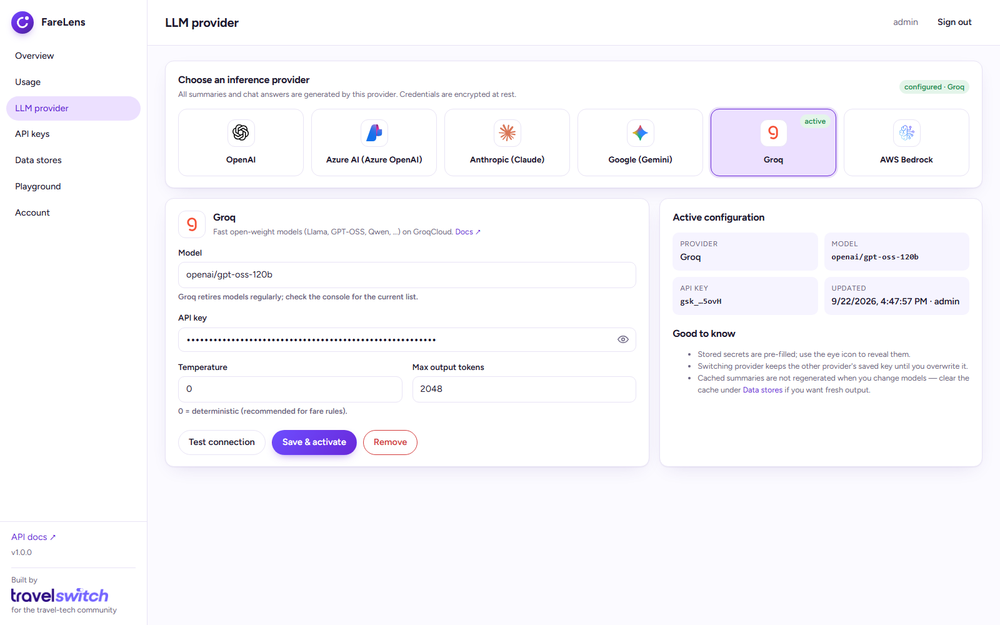 FareLens
Overview
Usage
LLM provider
API keys
Data stores
Playground
Account
API docs ↗
v1.0.0
Built by
travelswitch
for the travel-tech community
LLM provider
admin
Sign out
Choose an inference provider
All summaries and chat answers are generated by this provider. Credentials are encrypted at rest.
configured · Groq
OpenAI
Azure AI (Azure OpenAI)
Anthropic (Claude)
Google (Gemini)
active
Groq
AWS Bedrock
Groq
Fast open-weight models (Llama, GPT-OSS, Qwen, ...) on GroqCloud. Docs ↗
Model
openai/gpt-oss-120b
Groq retires models regularly; check the console for the current list.
API key
Temperature
Max output tokens
0
2048
0 = deterministic (recommended for fare rules).
Test connection
Save & activate
Remove
Active configuration
PROVIDER
Groq
MODEL
openai/gpt-oss-120b
API KEY
gsk_…5ovH
UPDATED
9/22/2026, 4:47:57 PM · admin
Good to know
• Stored secrets are pre-filled; use the eye icon to reveal them.
• Switching provider keeps the other provider's saved key until you overwrite it.
• Cached summaries are not regenerated when you change models — clear the
cache under Data stores if you want fresh output.